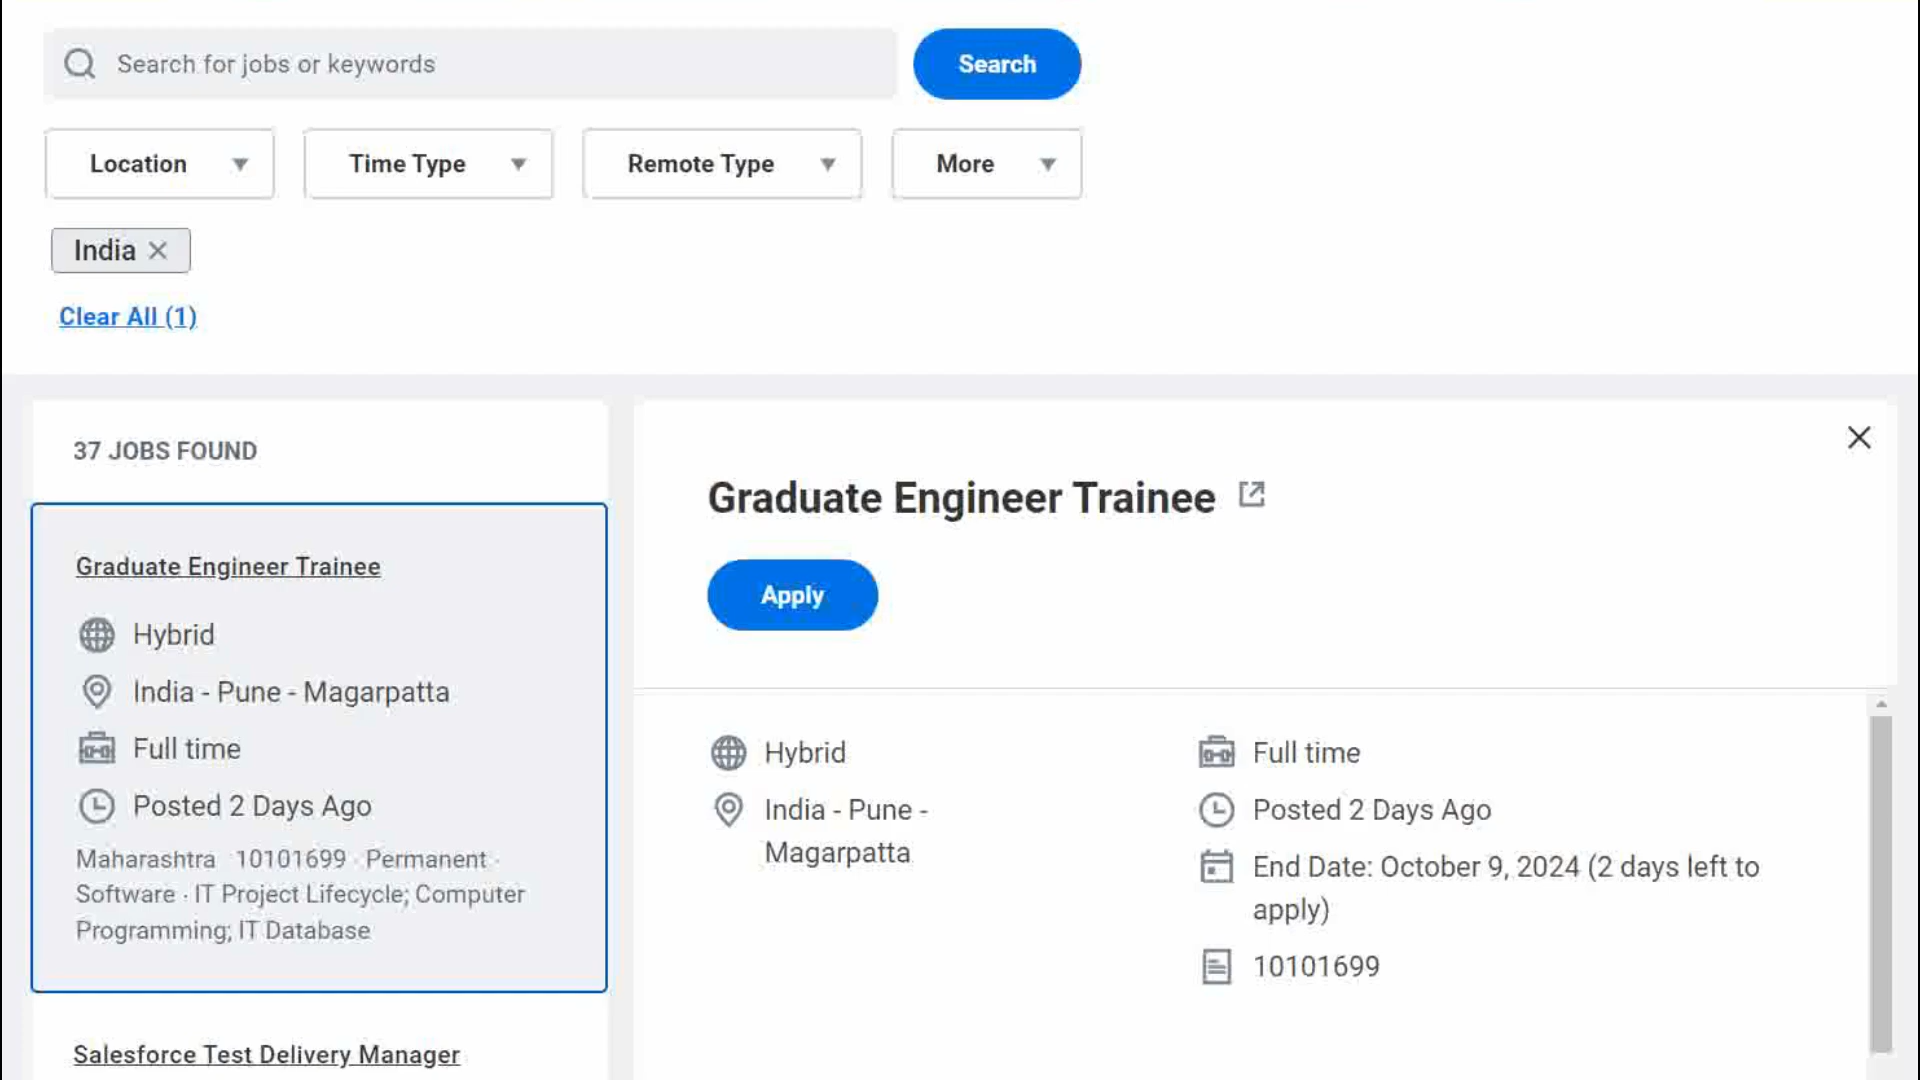 Search for jobs or keywords
Search
Location
Time Type
Remote Type
More
India
Clear All (1)
37 JOBS FOUND
Graduate Engineer Trainee
Hybrid
India - Pune - Magarpatta
Full time
Posted 2 Days Ago
Maharashtra · 10101699 · Permanent ·
Software · IT Project Lifecycle; Computer
Programming; IT Database
Salesforce Test Delivery Manager
Graduate Engineer Trainee
Apply
Hybrid
India - Pune -
Magarpatta
Full time
Posted 2 Days Ago
End Date: October 9, 2024 (2 days left to
apply)
10101699